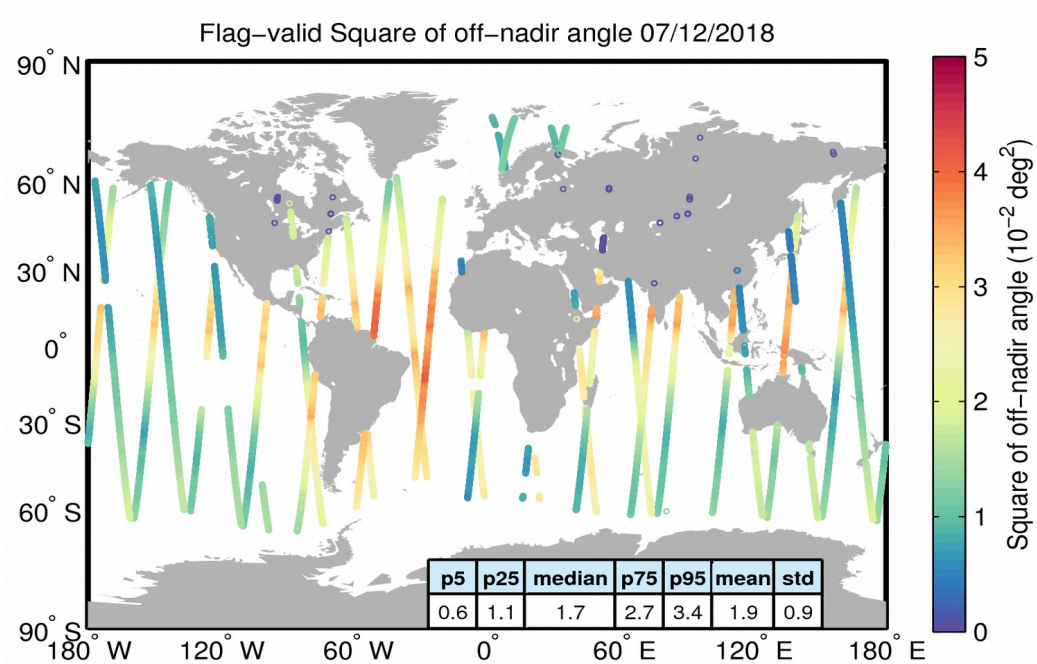 Flag−valid Square of off−nadir angle 07/12/2018
90° N
60° N
30° N
0°
30° S
60° S
90° S
180° W
120° W
60° W
0°
60° E
120° E
180° E
5
4
3
2
1
0
Square of off−nadir angle (10⁻² deg²)
p5 p25 median p75 p95 mean std
0.6 1.1 1.7 2.7 3.4 1.9 0.9